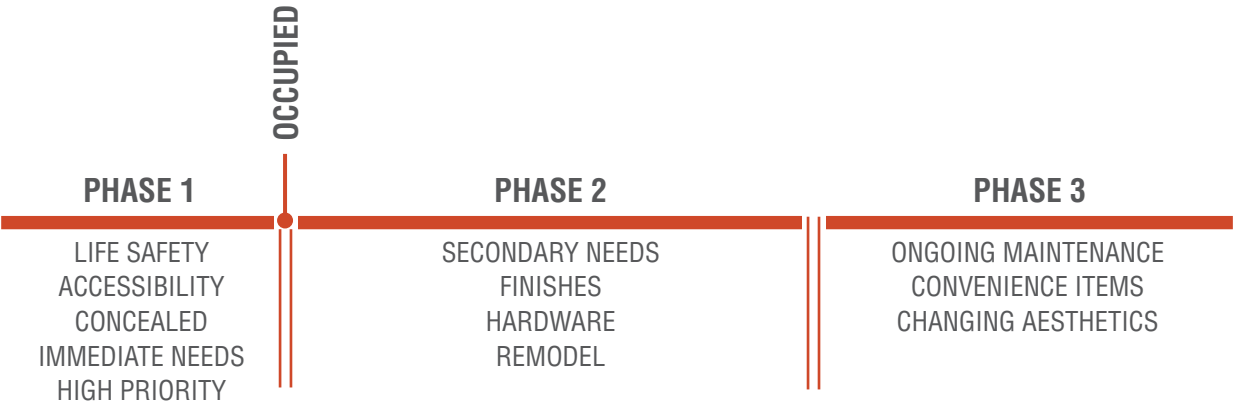 OCCUPIED
PHASE 1
LIFE SAFETY
ACCESSIBILITY
CONCEALED
IMMEDIATE NEEDS
HIGH PRIORITY
PHASE 2
SECONDARY NEEDS
FINISHES
HARDWARE
REMODEL
PHASE 3
ONGOING MAINTENANCE
CONVENIENCE ITEMS
CHANGING AESTHETICS